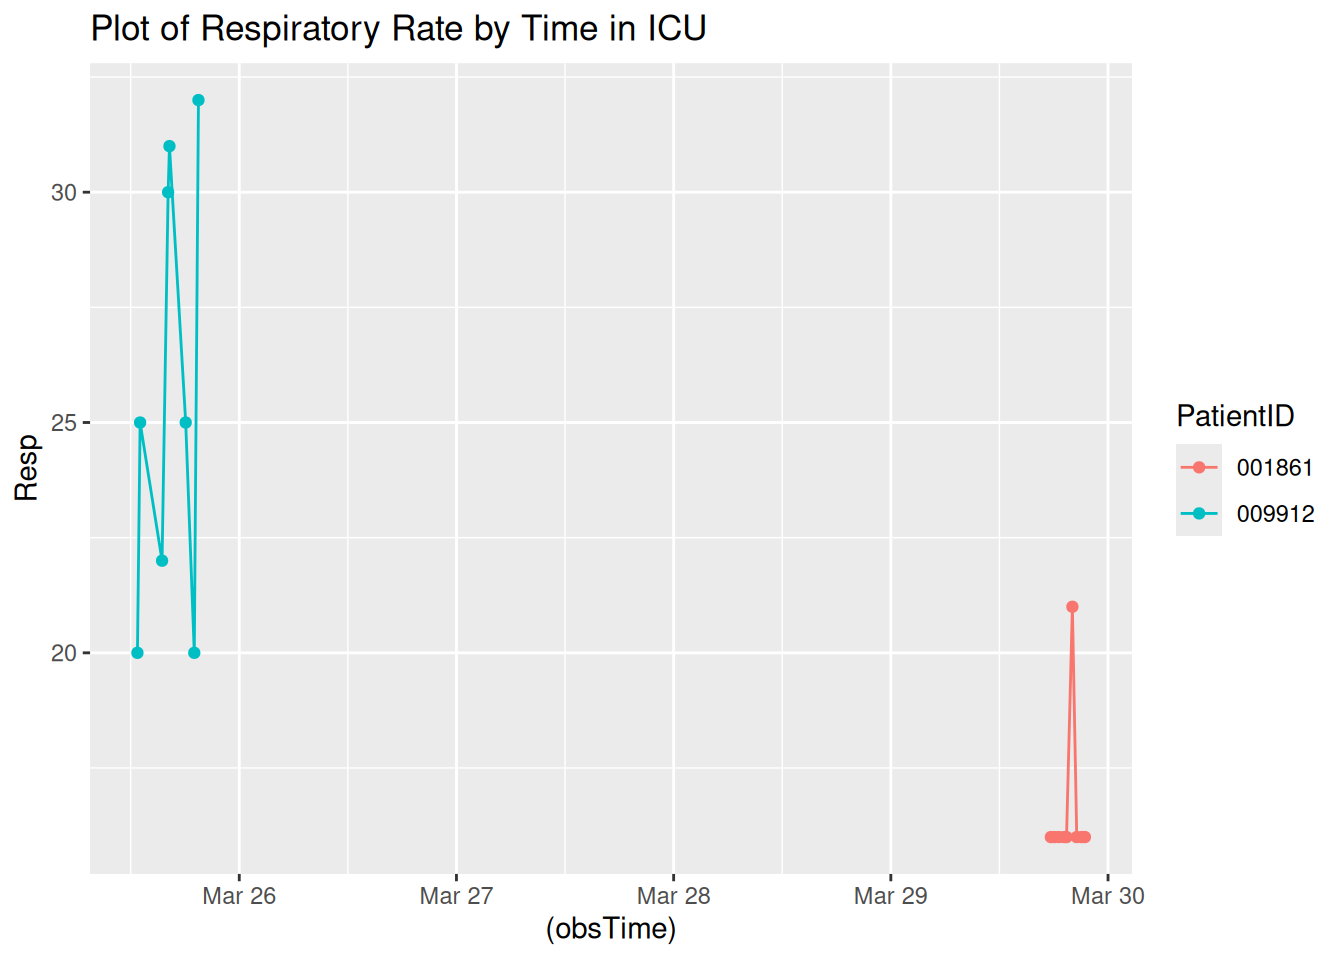 Plot of Respiratory Rate by Time in ICU
30
25
20
Resp
Mar 26
Mar 27
Mar 28
Mar 29
Mar 30
(obsTime)
PatientID
001861
009912